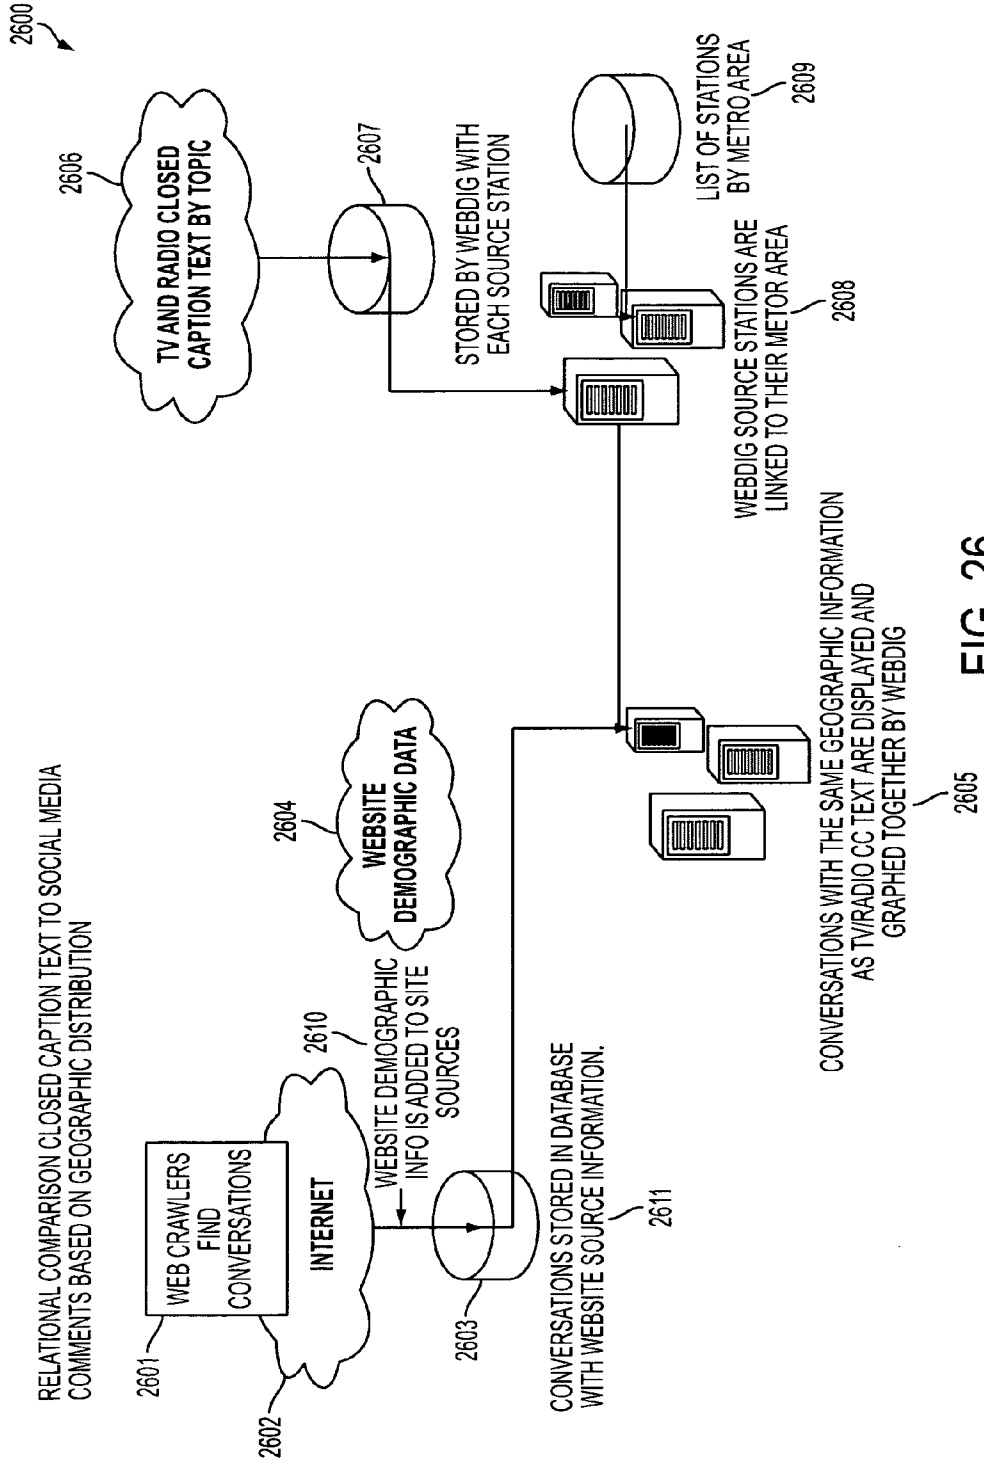 2600
RELATIONAL COMPARISON CLOSED CAPTION TEXT TO SOCIAL MEDIA
COMMENTS BASED ON GEOGRAPHIC DISTRIBUTION
2601
WEB CRAWLERS
FIND
CONVERSATIONS
2602
INTERNET
2610
WEBSITE DEMOGRAPHIC
INFO IS ADDED TO SITE
SOURCES
2604
WEBSITE
DEMOGRAPHIC DATA
2606
TV AND RADIO CLOSED
CAPTION TEXT BY TOPIC
2607
STORED BY WEBDIG WITH
EACH SOURCE STATION
2603
CONVERSATIONS STORED IN DATABASE
WITH WEBSITE SOURCE INFORMATION.
2611
LIST OF STATIONS
BY METRO AREA
2609
WEBDIG SOURCE STATIONS ARE
LINKED TO THEIR METOR AREA
2608
CONVERSATIONS WITH THE SAME GEOGRAPHIC INFORMATION
AS TV/RADIO CC TEXT ARE DISPLAYED AND
GRAPHED TOGETHER BY WEBDIG
2605
FIG. 26